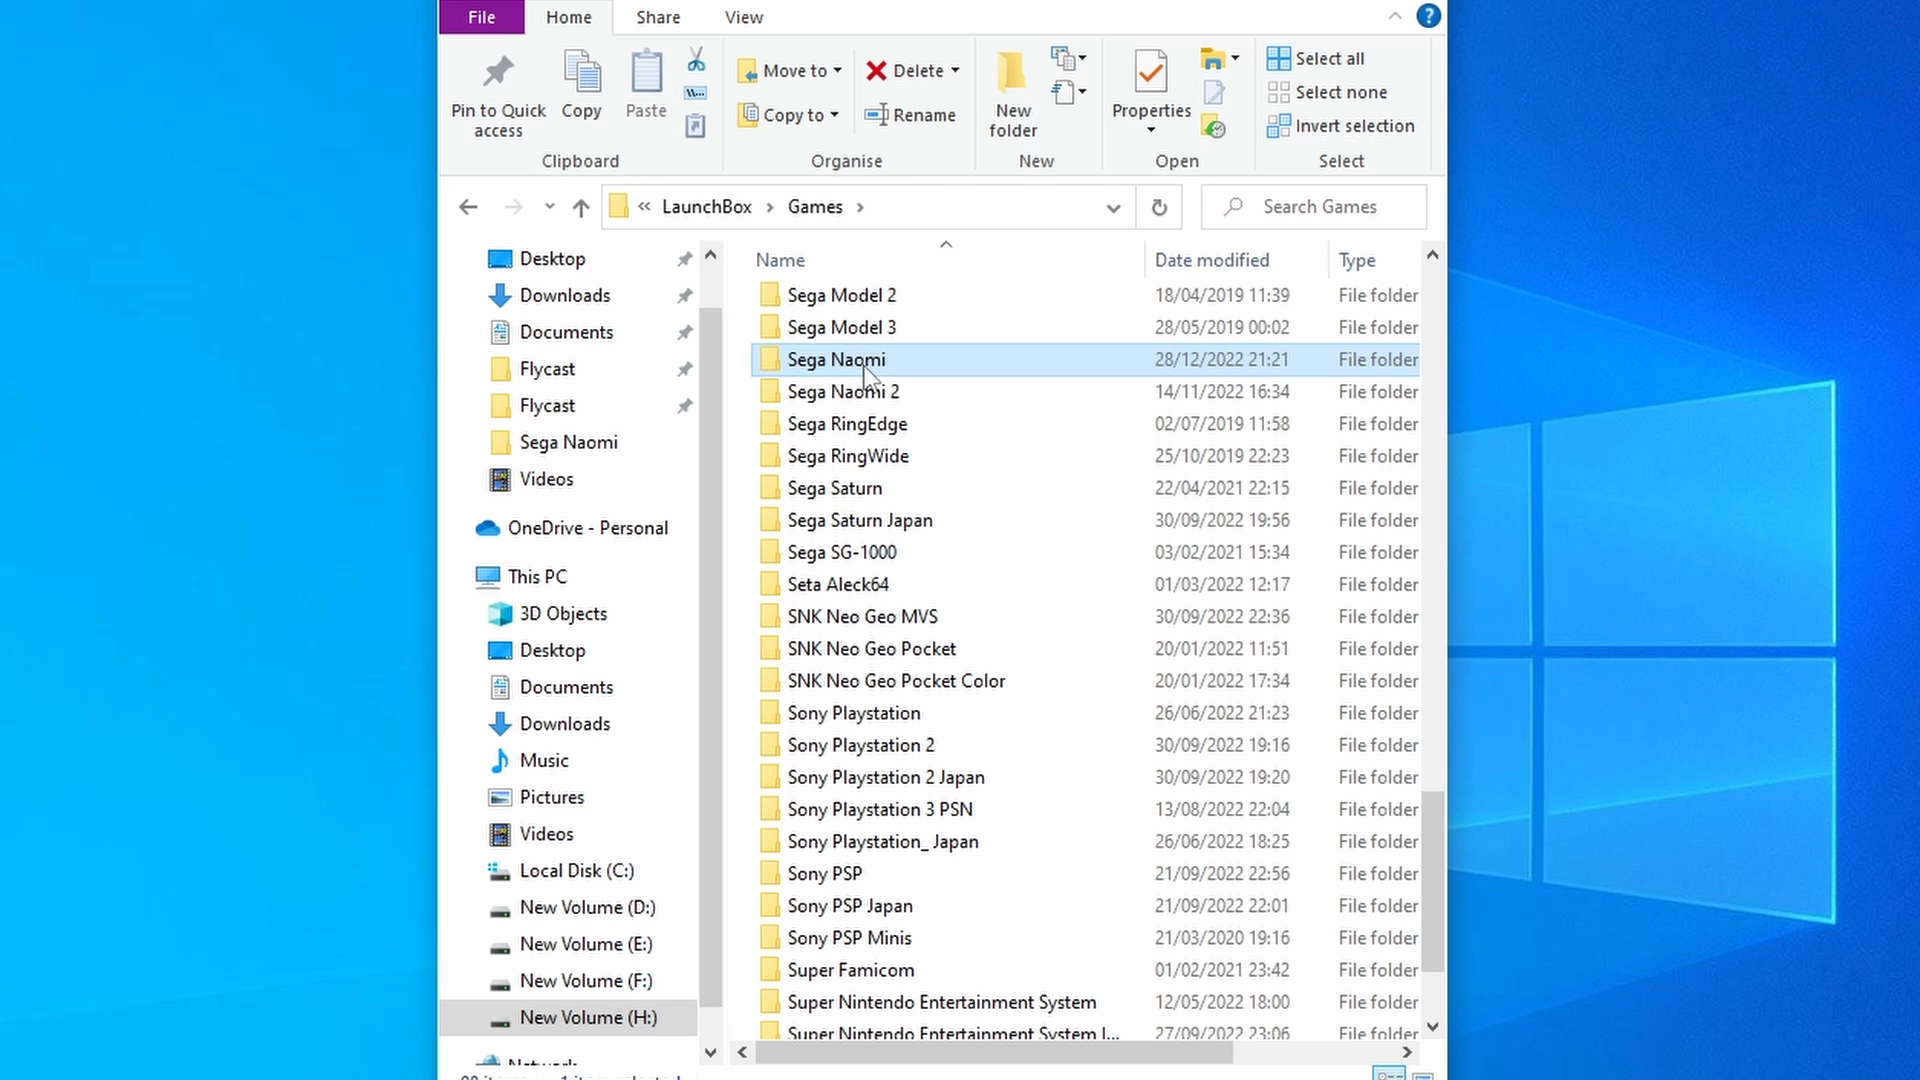 File Home Share View
Pin to Quick access
Copy
Paste
Clipboard
Move to
Copy to
Delete
Rename
Organise
New folder
New
Properties
Open
Select all
Select none
Invert selection
Select
« LaunchBox > Games >
Search Games
Desktop
Downloads
Documents
Flycast
Flycast
Sega Naomi
Videos
OneDrive - Personal
This PC
3D Objects
Desktop
Documents
Downloads
Music
Pictures
Videos
Local Disk (C:)
New Volume (D:)
New Volume (E:)
New Volume (F:)
New Volume (H:)
Network
Name Date modified Type
Sega Model 2 18/04/2019 11:39 File folder
Sega Model 3 28/05/2019 00:02 File folder
Sega Naomi 28/12/2022 21:21 File folder
Sega Naomi 2 14/11/2022 16:34 File folder
Sega RingEdge 02/07/2019 11:58 File folder
Sega RingWide 25/10/2019 22:23 File folder
Sega Saturn 22/04/2021 22:15 File folder
Sega Saturn Japan 30/09/2022 19:56 File folder
Sega SG-1000 03/02/2021 15:34 File folder
Seta Aleck64 01/03/2022 12:17 File folder
SNK Neo Geo MVS 30/09/2022 22:36 File folder
SNK Neo Geo Pocket 20/01/2022 11:51 File folder
SNK Neo Geo Pocket Color 20/01/2022 17:34 File folder
Sony Playstation 26/06/2022 21:23 File folder
Sony Playstation 2 30/09/2022 19:16 File folder
Sony Playstation 2 Japan 30/09/2022 19:20 File folder
Sony Playstation 3 PSN 13/08/2022 22:04 File folder
Sony Playstation_ Japan 26/06/2022 18:25 File folder
Sony PSP 21/09/2022 22:56 File folder
Sony PSP Japan 21/09/2022 22:01 File folder
Sony PSP Minis 21/03/2020 19:16 File folder
Super Famicom 01/02/2021 23:42 File folder
Super Nintendo Entertainment System 12/05/2022 18:00 File folder
Super Nintendo Entertainment System J... 27/09/2022 23:06 File folder